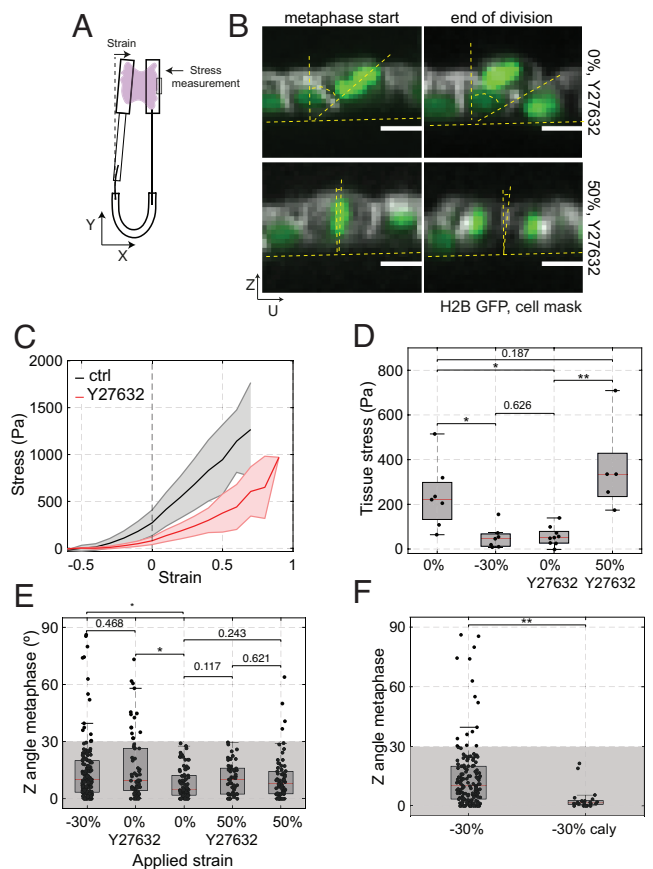 A
Strain
Stress
measurement
Y
X
B
metaphase start
end of division
0%, Y27632
50%, Y27632
Z
U
H2B GFP, cell mask
C
2000
1500
1000
500
0
Stress (Pa)
ctrl
Y27632
-0.5
0
0.5
1
Strain
D
800
600
400
200
0
Tissue stress (Pa)
0.187
*
**
*
0.626
0%
-30%
0%
Y27632
50%
Y27632
E
90
60
30
0
Z angle metaphase (º)
*
0.468
*
0.243
0.117
0.621
-30%
0%
Y27632
0%
50%
Y27632
50%
Applied strain
F
90
60
30
0
Z angle metaphase
**
-30%
-30% caly